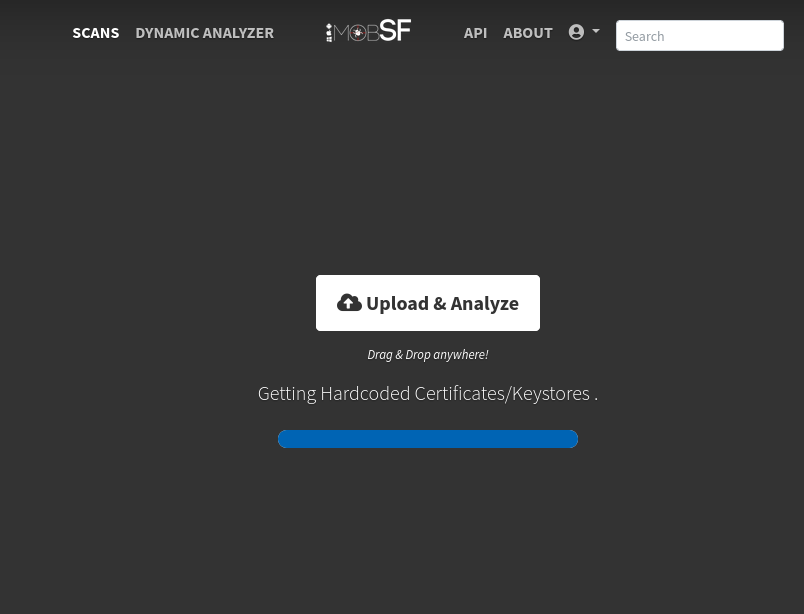 SCANS DYNAMIC ANALYZER MOBSF API ABOUT Search
Upload & Analyze
Drag & Drop anywhere!
Getting Hardcoded Certificates/Keystores .